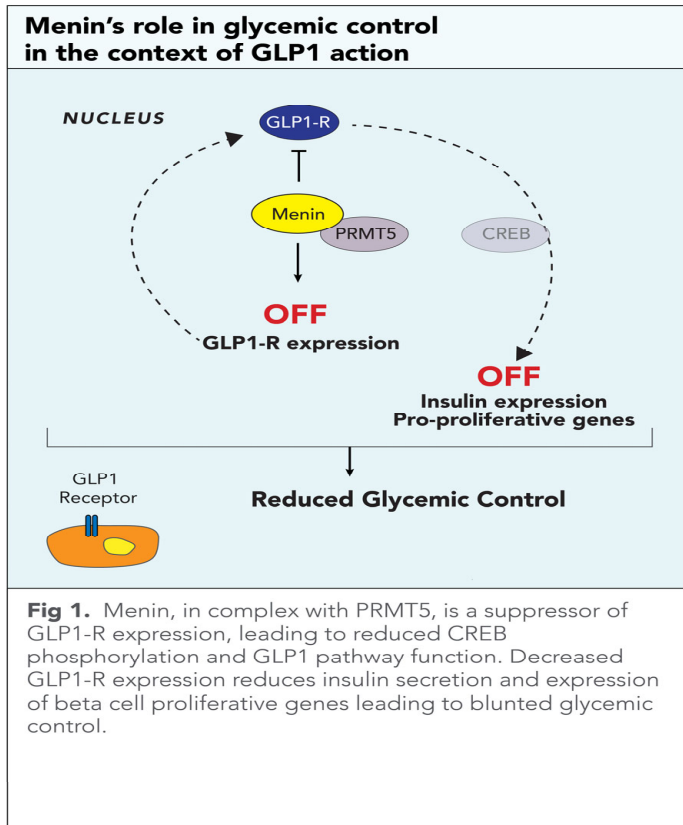 Menin's role in glycemic control
in the context of GLP1 action
NUCLEUS
GLP1-R
Menin
PRMT5
CREB
OFF
GLP1-R expression
OFF
Insulin expression
Pro-proliferative genes
GLP1
Receptor
Reduced Glycemic Control
Fig 1. Menin, in complex with PRMT5, is a suppressor of
GLP1-R expression, leading to reduced CREB
phosphorylation and GLP1 pathway function. Decreased
GLP1-R expression reduces insulin secretion and expression
of beta cell proliferative genes leading to blunted glycemic
control.